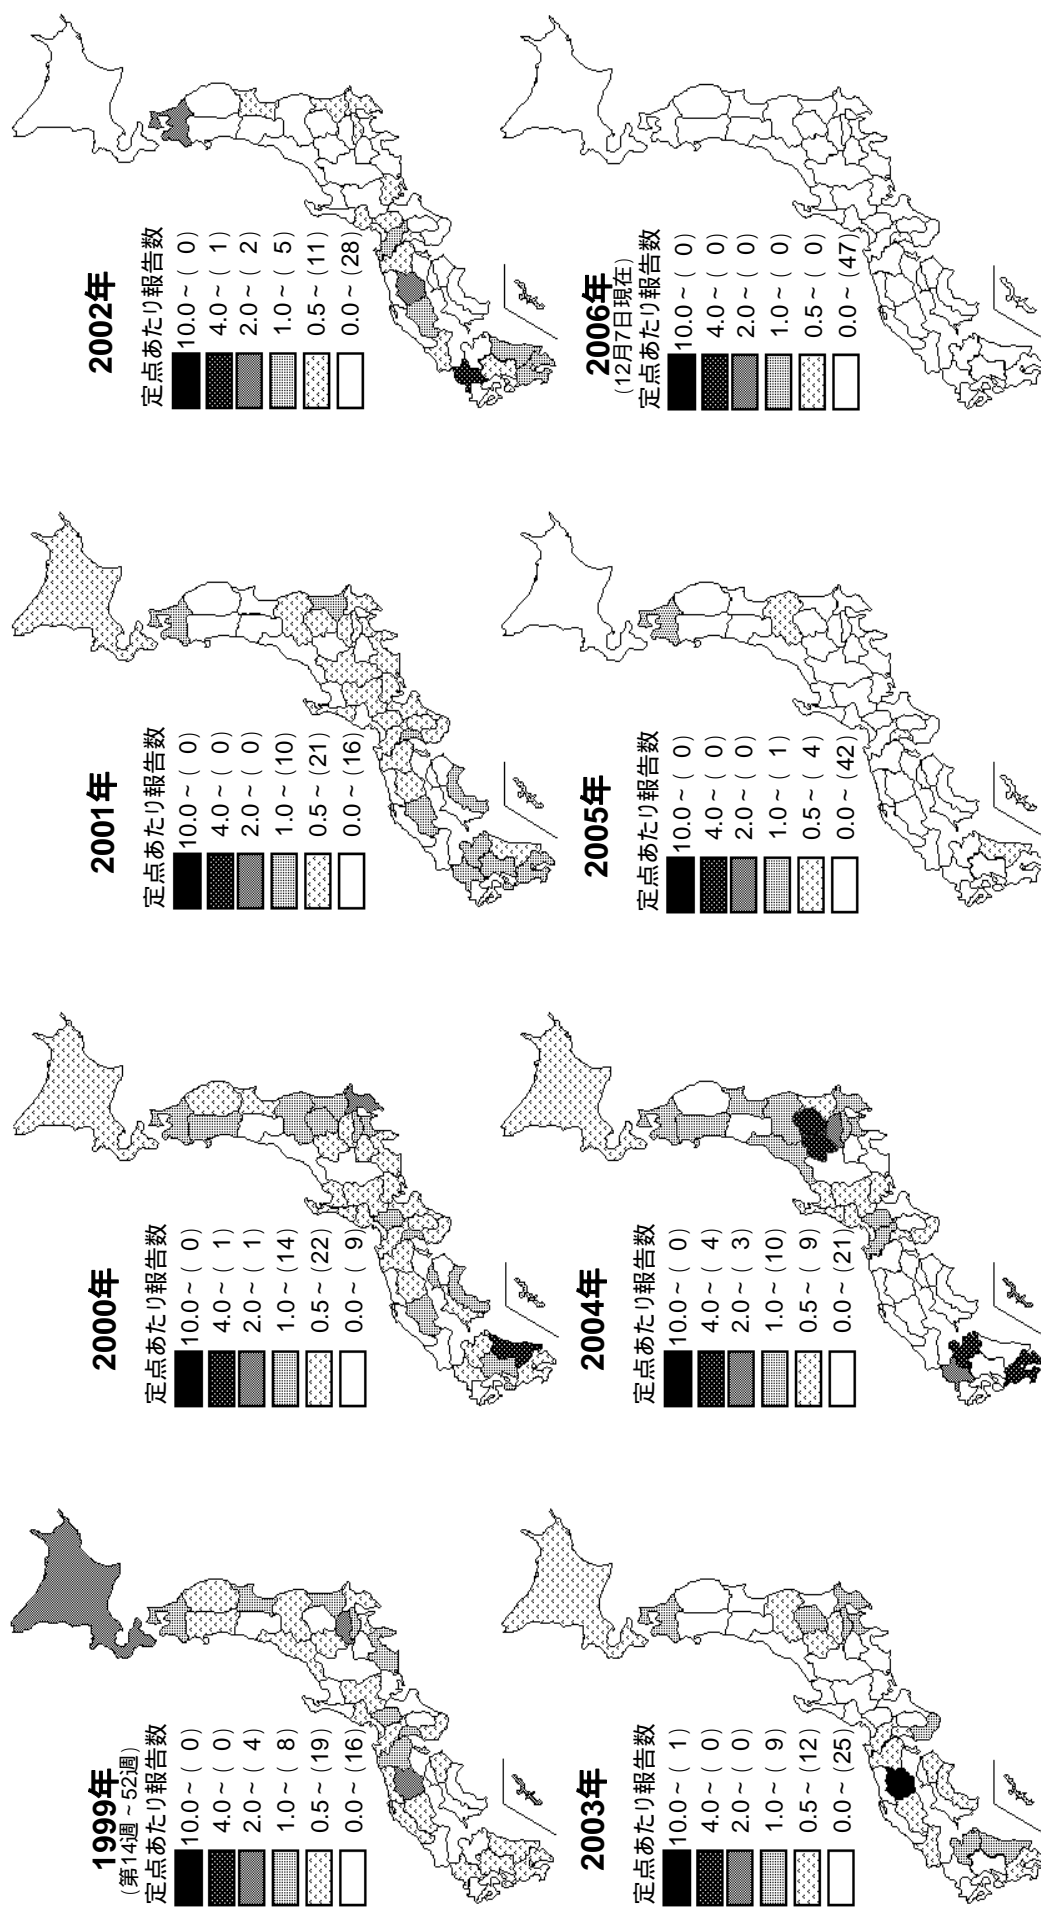 1999年
(第14週～52週)
定点あたり報告数
10.0～( 0)
4.0～( 0)
2.0～( 4)
1.0～( 8)
0.5～(19)
0.0～(16)
2000年
定点あたり報告数
10.0～( 0)
4.0～( 1)
2.0～( 1)
1.0～(14)
0.5～(22)
0.0～( 9)
2001年
定点あたり報告数
10.0～( 0)
4.0～( 0)
2.0～( 0)
1.0～(10)
0.5～(21)
0.0～(16)
2002年
定点あたり報告数
10.0～( 0)
4.0～( 1)
2.0～( 2)
1.0～( 5)
0.5～(11)
0.0～(28)
2003年
定点あたり報告数
10.0～( 1)
4.0～( 0)
2.0～( 0)
1.0～( 9)
0.5～(12)
0.0～(25)
2004年
定点あたり報告数
10.0～( 0)
4.0～( 4)
2.0～( 3)
1.0～(10)
0.5～( 9)
0.0～(21)
2005年
定点あたり報告数
10.0～( 0)
4.0～( 0)
2.0～( 0)
1.0～( 1)
0.5～( 4)
0.0～(42)
2006年
(12月7日現在)
定点あたり報告数
10.0～( 0)
4.0～( 0)
2.0～( 0)
1.0～( 0)
0.5～( 0)
0.0～(47)